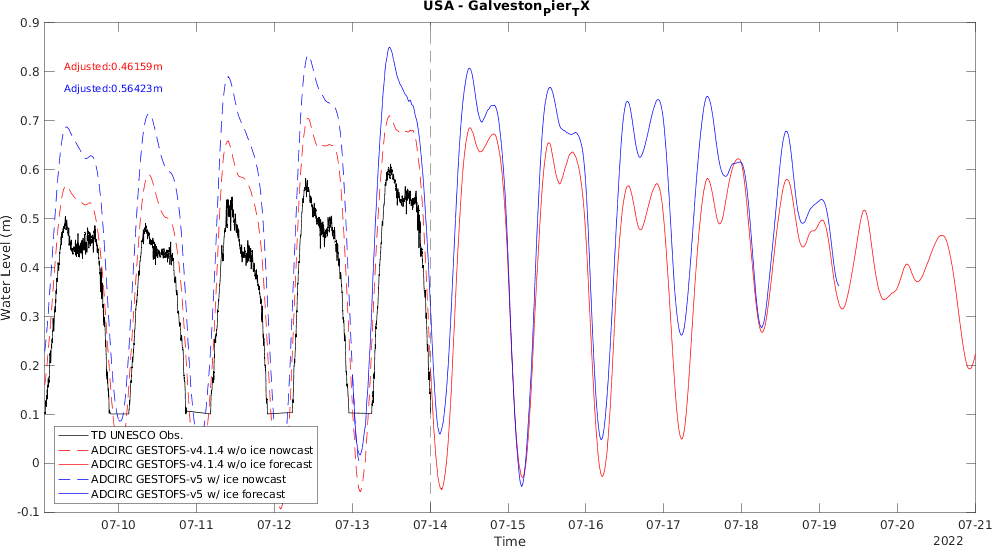 USA - GalvestonPierTX
0.9
0.8
0.7
0.6
0.5
0.4
0.3
0.2
0.1
0
-0.1
Water Level (m)
Adjusted:0.46159m
Adjusted:0.56423m
TD UNESCO Obs.
ADCIRC GESTOFS-v4.1.4 w/o ice nowcast
ADCIRC GESTOFS-v4.1.4 w/o ice forecast
ADCIRC GESTOFS-v5 w/ ice nowcast
ADCIRC GESTOFS-v5 w/ ice forecast
07-10 07-11 07-12 07-13 07-14 07-15 07-16 07-17 07-18 07-19 07-20 07-21
Time
2022